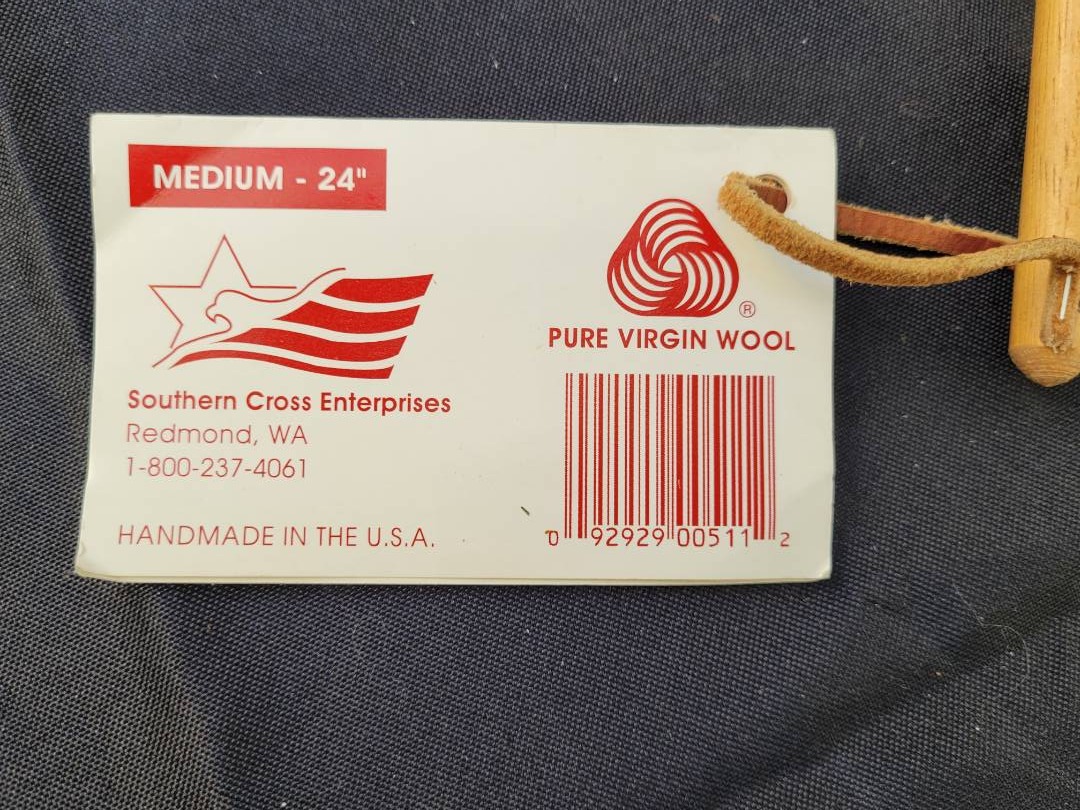 MEDIUM - 24"
®
PURE VIRGIN WOOL
Southern Cross Enterprises
Redmond, WA
1-800-237-4061
HANDMADE IN THE U.S.A.
0 92929 00511 2